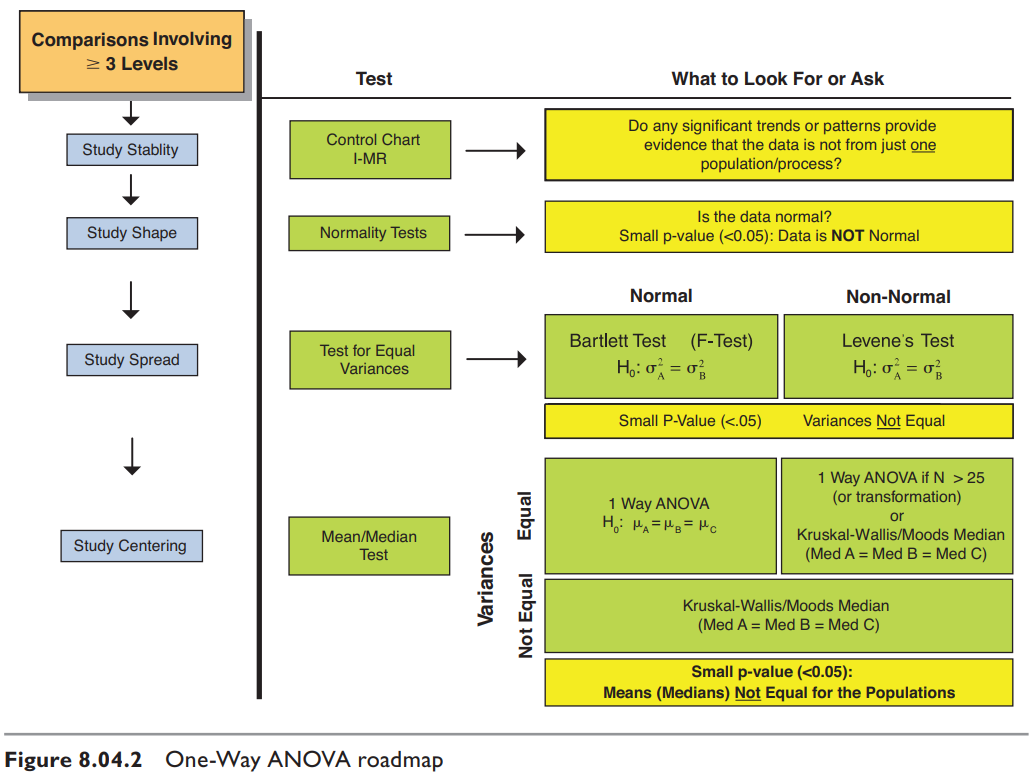 Comparisons Involving
≥ 3 Levels
Test
What to Look For or Ask
Study Stablity
Control Chart
I-MR
Do any significant trends or patterns provide
evidence that the data is not from just one
population/process?
Study Shape
Normality Tests
Is the data normal?
Small p-value (<0.05): Data is NOT Normal
Normal
Non-Normal
Study Spread
Test for Equal
Variances
Bartlett Test (F-Test)
H₀: σ²A = σ²B
Levene's Test
H₀: σ²A = σ²B
Small P-Value (<.05) Variances Not Equal
Study Centering
Mean/Median
Test
Variances
Equal
Not Equal
1 Way ANOVA
H₀: μA = μB = μC
1 Way ANOVA if N > 25
(or transformation)
or
Kruskal-Wallis/Moods Median
(Med A = Med B = Med C)
Kruskal-Wallis/Moods Median
(Med A = Med B = Med C)
Small p-value (<0.05):
Means (Medians) Not Equal for the Populations
Figure 8.04.2 One-Way ANOVA roadmap